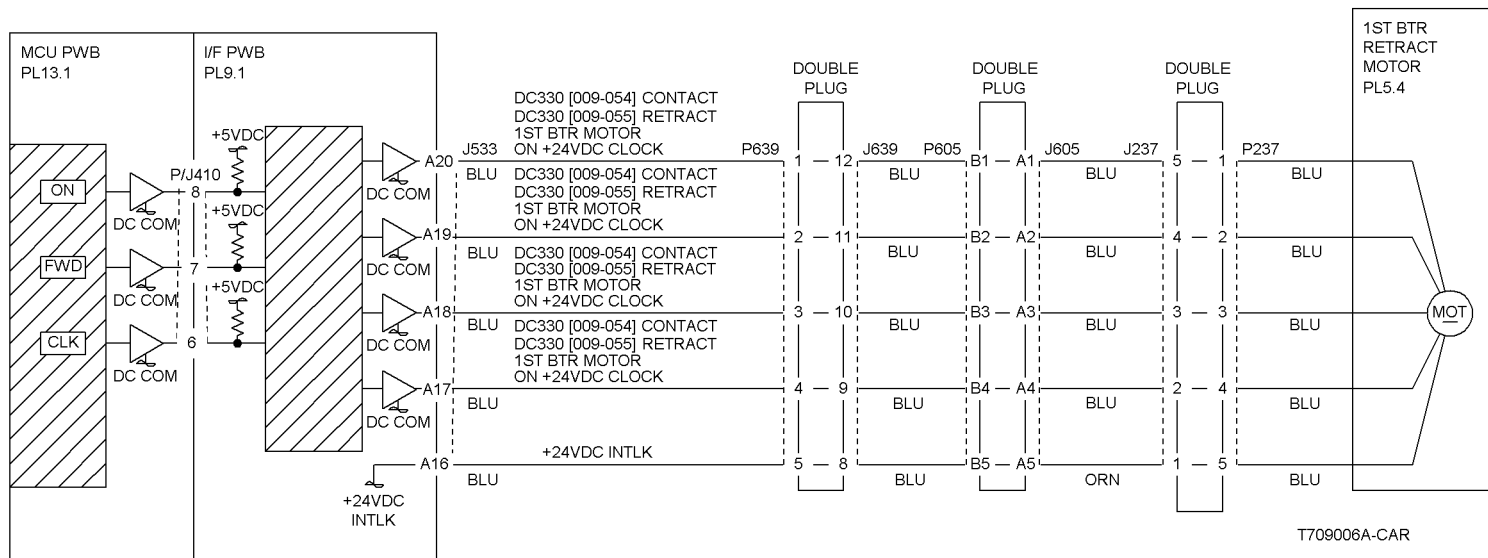 MCU PWB
PL13.1
I/F PWB
PL9.1
1ST BTR
RETRACT
MOTOR
PL5.4
DOUBLE
PLUG
DOUBLE
PLUG
DOUBLE
PLUG
+5VDC
P/J410
ON
DC COM
8
DC COM
A20
J533
BLU
DC330 [009-054] CONTACT
DC330 [009-055] RETRACT
1ST BTR MOTOR
ON +24VDC CLOCK
P639
1
12
J639
BLU
P605
B1
A1
J605
BLU
J237
5
1
P237
BLU
+5VDC
FWD
DC COM
7
DC COM
A19
BLU
DC330 [009-054] CONTACT
DC330 [009-055] RETRACT
1ST BTR MOTOR
ON +24VDC CLOCK
2
11
BLU
B2
A2
BLU
4
2
BLU
+5VDC
CLK
DC COM
6
DC COM
A18
BLU
DC330 [009-054] CONTACT
DC330 [009-055] RETRACT
1ST BTR MOTOR
ON +24VDC CLOCK
3
10
BLU
B3
A3
BLU
3
3
BLU
MOT
DC COM
A17
BLU
DC330 [009-054] CONTACT
DC330 [009-055] RETRACT
1ST BTR MOTOR
ON +24VDC CLOCK
4
9
BLU
B4
A4
BLU
2
4
BLU
+24VDC
INTLK
A16
BLU
+24VDC INTLK
5
8
BLU
B5
A5
ORN
1
5
BLU
T709006A-CAR